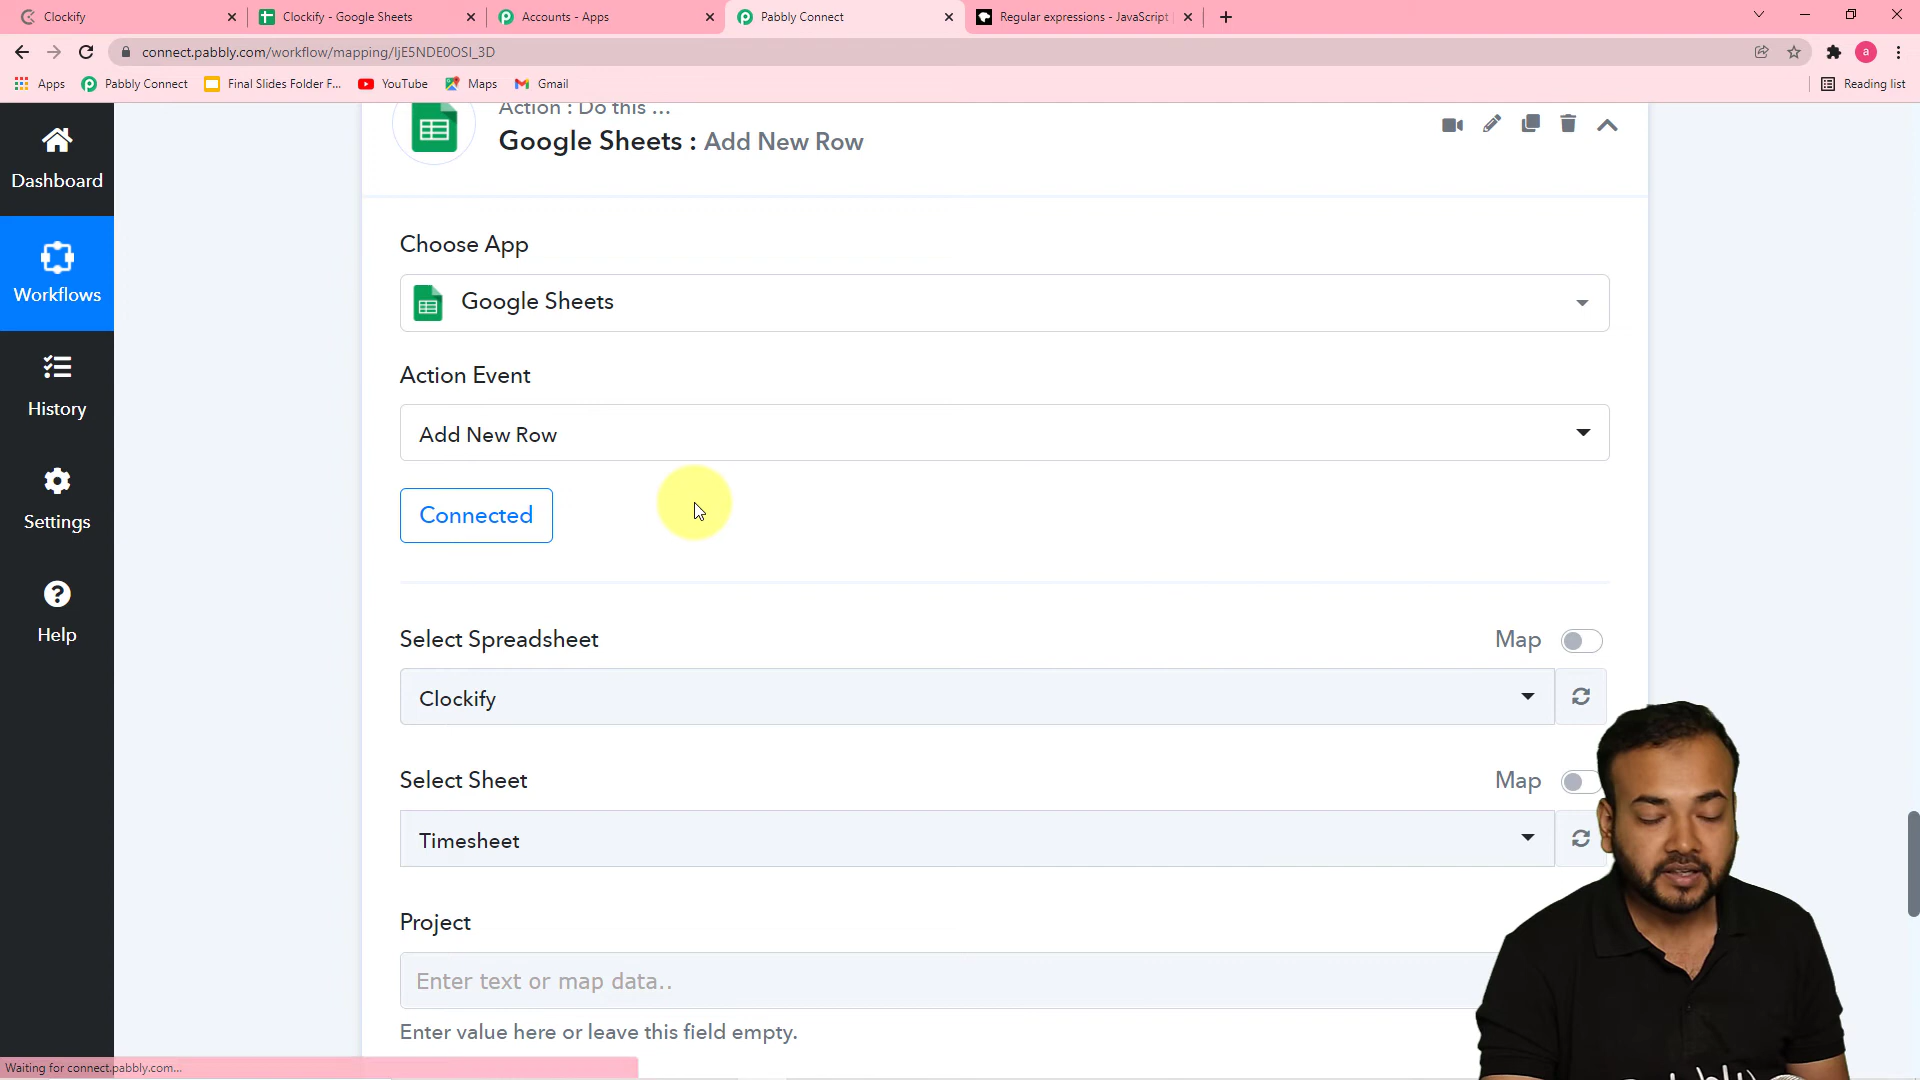 Clockify
Clockify - Google Sheets
Accounts - Apps
Pabbly Connect
Regular expressions - JavaScript
connect.pabbly.com/workflow/mapping/IjE5NDE0OSI_3D
Apps
Pabbly Connect
Final Slides Folder F...
YouTube
Maps
Gmail
Reading list
a
Dashboard
Workflows
History
Settings
Help
Action : Do this ...
Google Sheets : Add New Row
Choose App
Google Sheets
Action Event
Add New Row
Connected
Select Spreadsheet
Map
Clockify
Select Sheet
Map
Timesheet
Project
Enter text or map data..
Enter value here or leave this field empty.
Waiting for connect.pabbly.com...
Pabbly